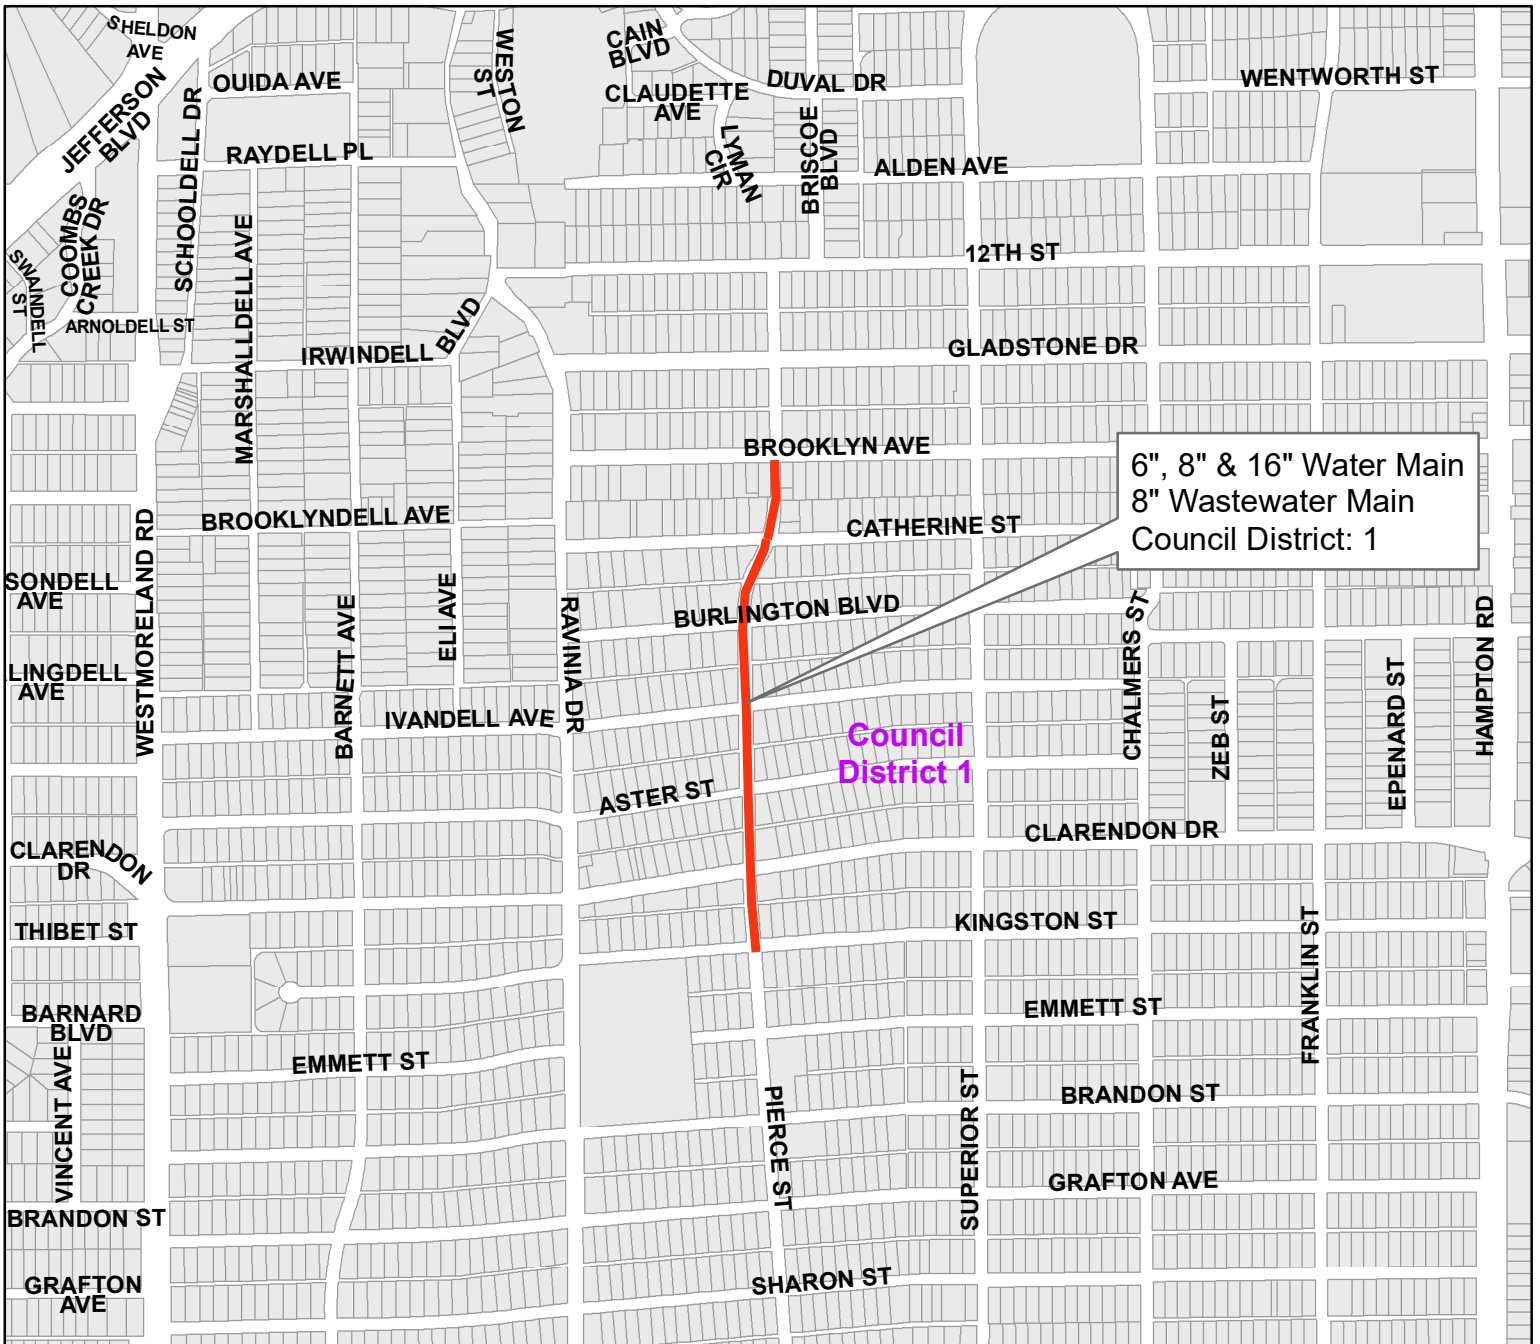 SHELDON
AVE
JEFFERSON
BLVD
OUIDA AVE
SCHOOLDELL DR
RAYDELL PL
WESTON
ST
CAIN
BLVD
CLAUDETTE
AVE
LYMAN
CIR
DUVAL DR
BRISCOE
BLVD
ALDEN AVE
WENTWORTH ST
COOMBS
CREEK DR
SWAINDELL
ST
ARNOLDELL ST
MARSHALLDELL AVE
IRWINDELL
BLVD
12TH ST
GLADSTONE DR
BROOKLYN AVE
6", 8" & 16" Water Main
8" Wastewater Main
Council District: 1
BROOKLYNDELL AVE
CATHERINE ST
WESTMORELAND RD
SONDELL
AVE
LINGDELL
AVE
BARNETT AVE
ELI AVE
RAVINIA DR
BURLINGTON BLVD
CHALMERS ST
HAMPTON RD
EPENARD ST
ZEB ST
IVANDELL AVE
Council
District 1
ASTER ST
CLARENDON DR
CLARENDON
DR
THIBET ST
KINGSTON ST
FRANKLIN ST
BARNARD
BLVD
EMMETT ST
EMMETT ST
VINCENT AVE
PIERCE ST
SUPERIOR ST
BRANDON ST
GRAFTON AVE
BRANDON ST
GRAFTON
AVE
SHARON ST